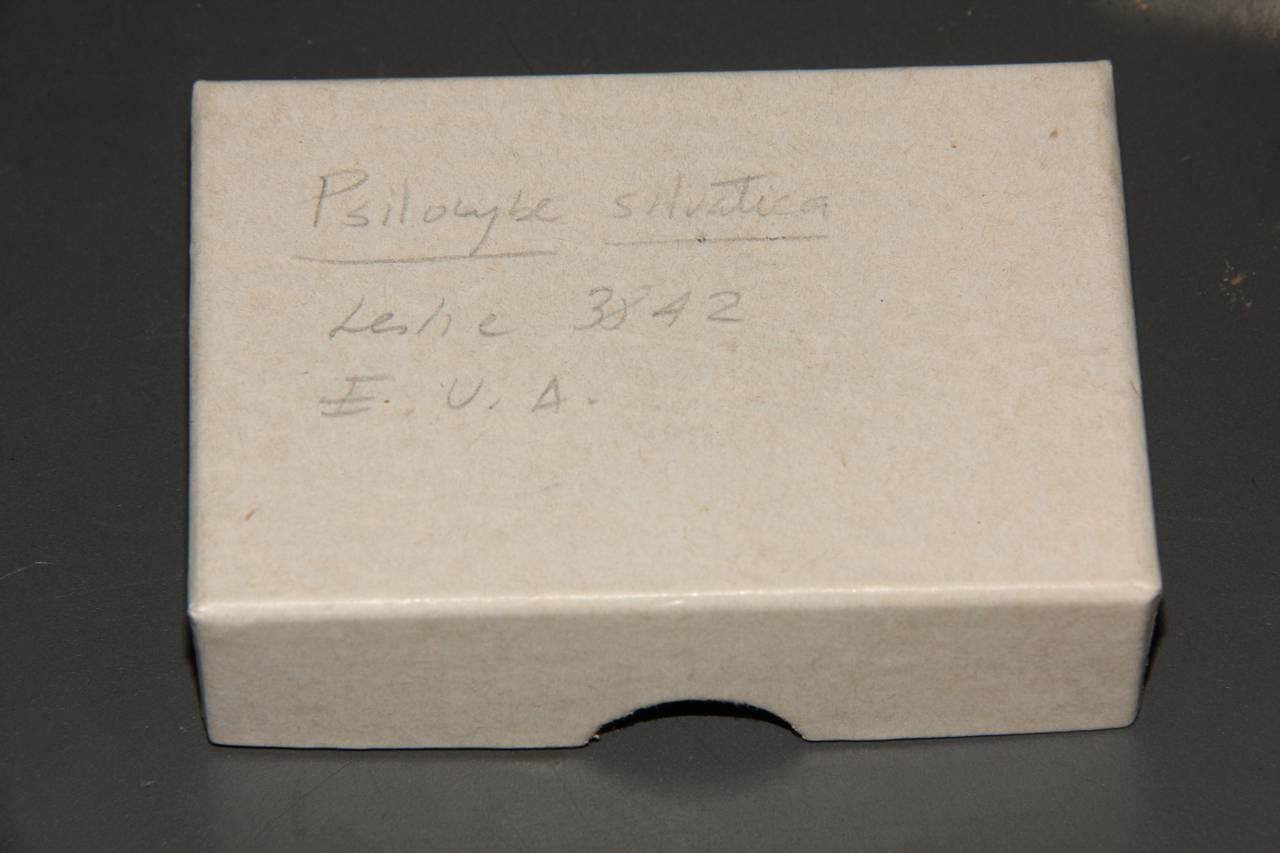 Psilocybe silvatica
Leslie 3842
E. U. A.